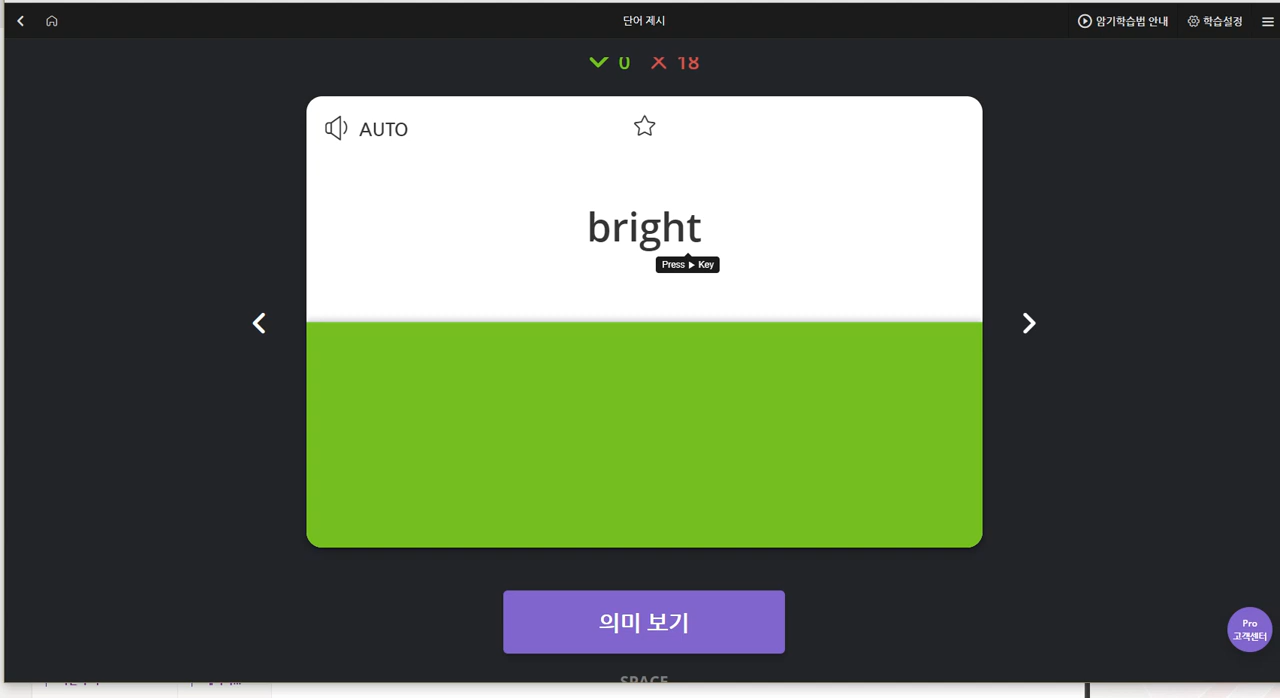 단어 제시
암기학습법 안내
학습설정
0
18
AUTO
bright
Press ▶ Key
의미 보기
SPACE
Pro
고객센터